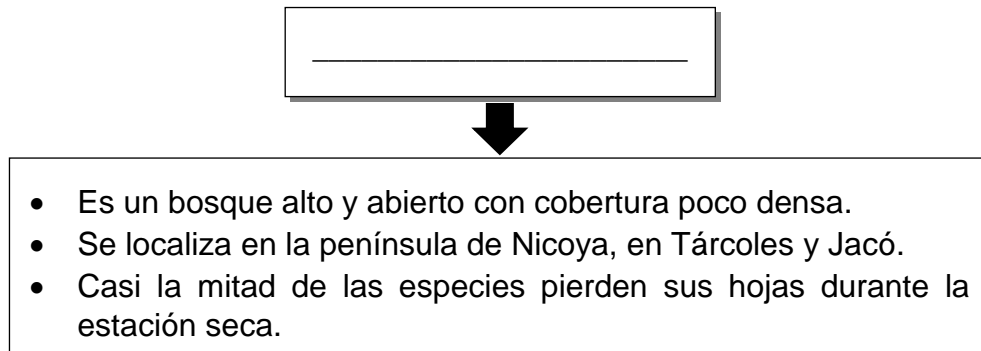 _______________________
• Es un bosque alto y abierto con cobertura poco densa.
• Se localiza en la península de Nicoya, en Tárcoles y Jacó.
• Casi la mitad de las especies pierden sus hojas durante la
estación seca.